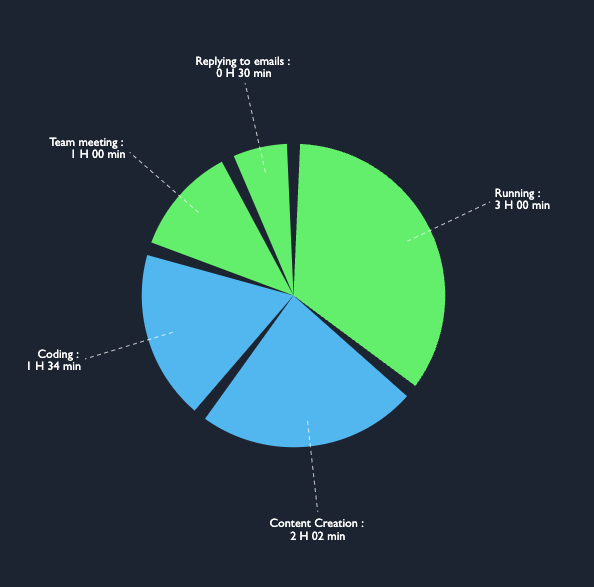 Replying to emails :
0 H 30 min
Team meeting :
1 H 00 min
Running :
3 H 00 min
Coding :
1 H 34 min
Content Creation :
2 H 02 min